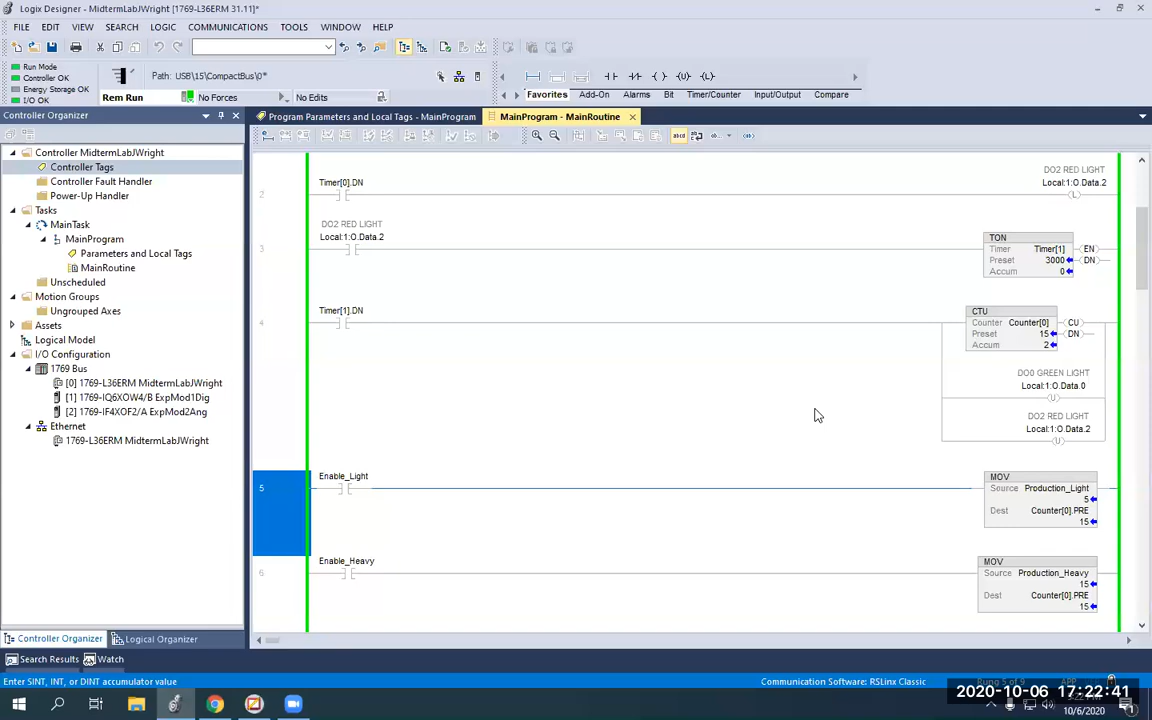 Logix Designer - MidtermLabJWright [1769-L36ERM 31.11]*
FILE EDIT VIEW SEARCH LOGIC COMMUNICATIONS TOOLS WINDOW HELP
Run Mode
Controller OK
Energy Storage OK
I/O OK
Path: USB\15\CompactBus\0*
Rem Run
No Forces
No Edits
Favorites Add-On Alarms Bit Timer/Counter Input/Output Compare
Controller Organizer
Controller MidtermLabJWright
Controller Tags
Controller Fault Handler
Power-Up Handler
Tasks
MainTask
MainProgram
Parameters and Local Tags
MainRoutine
Unscheduled
Motion Groups
Ungrouped Axes
Assets
Logical Model
I/O Configuration
1769 Bus
[0] 1769-L36ERM MidtermLabJWright
[1] 1769-IQ6XOW4/B ExpMod1Dig
[2] 1769-IF4XOF2/A ExpMod2Ang
Ethernet
1769-L36ERM MidtermLabJWright
Controller Organizer Logical Organizer
Program Parameters and Local Tags - MainProgram
MainProgram - MainRoutine
2
Timer[0].DN
DO2 RED LIGHT
Local:1:O.Data.2
L
3
DO2 RED LIGHT
Local:1:O.Data.2
TON
Timer Timer[1]
Preset 3000
Accum 0
EN
DN
4
Timer[1].DN
CTU
Counter Counter[0]
Preset 15
Accum 2
CU
DN
DO0 GREEN LIGHT
Local:1:O.Data.0
U
DO2 RED LIGHT
Local:1:O.Data.2
U
5
Enable_Light
MOV
Source Production_Light
5
Dest Counter[0].PRE
15
6
Enable_Heavy
MOV
Source Production_Heavy
15
Dest Counter[0].PRE
15
Search Results Watch
Enter SINT, INT, or DINT accumulator value
Communication Software: RSLinx Classic
2020-10-06 17:22:41
10/6/2020